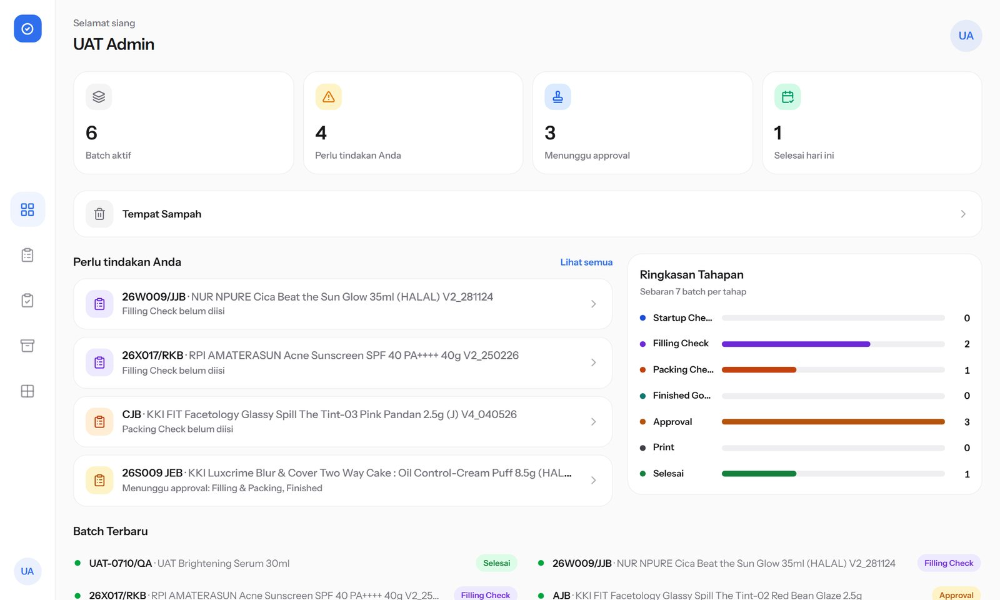 Selamat siang
UAT Admin
UA
6
Batch aktif
4
Perlu tindakan Anda
3
Menunggu approval
1
Selesai hari ini
Tempat Sampah
Perlu tindakan Anda
Lihat semua
26W009/JJB · NUR NPURE Cica Beat the Sun Glow 35ml (HALAL) V2_281124
Filling Check belum diisi
26X017/RKB · RPI AMATERASUN Acne Sunscreen SPF 40 PA++++ 40g V2_250226
Filling Check belum diisi
CJB · KKI FIT Facetology Glassy Spill The Tint-03 Pink Pandan 2.5g (J) V4_040526
Packing Check belum diisi
26S009 JEB · KKI Luxcrime Blur & Cover Two Way Cake : Oil Control-Cream Puff 8.5g (HAL...
Menunggu approval: Filling & Packing, Finished
Ringkasan Tahapan
Sebaran 7 batch per tahap
Startup Che... 0
Filling Check 2
Packing Che... 1
Finished Go... 0
Approval 3
Print 0
Selesai 1
Batch Terbaru
UAT-0710/QA · UAT Brightening Serum 30ml Selesai
26W009/JJB · NUR NPURE Cica Beat the Sun Glow 35ml (HALAL) V2_281124 Filling Check
26X017/RKB · RPI AMATERASUN Acne Sunscreen SPF 40 PA++++ 40g V2_25... Filling Check
AJB · KKI FIT Facetology Glassy Spill The Tint-02 Red Bean Glaze 2.5g Approval
UA